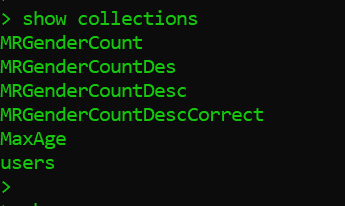 > show collections
MRGenderCount
MRGenderCountDes
MRGenderCountDesc
MRGenderCountDescCorrect
MaxAge
users
>